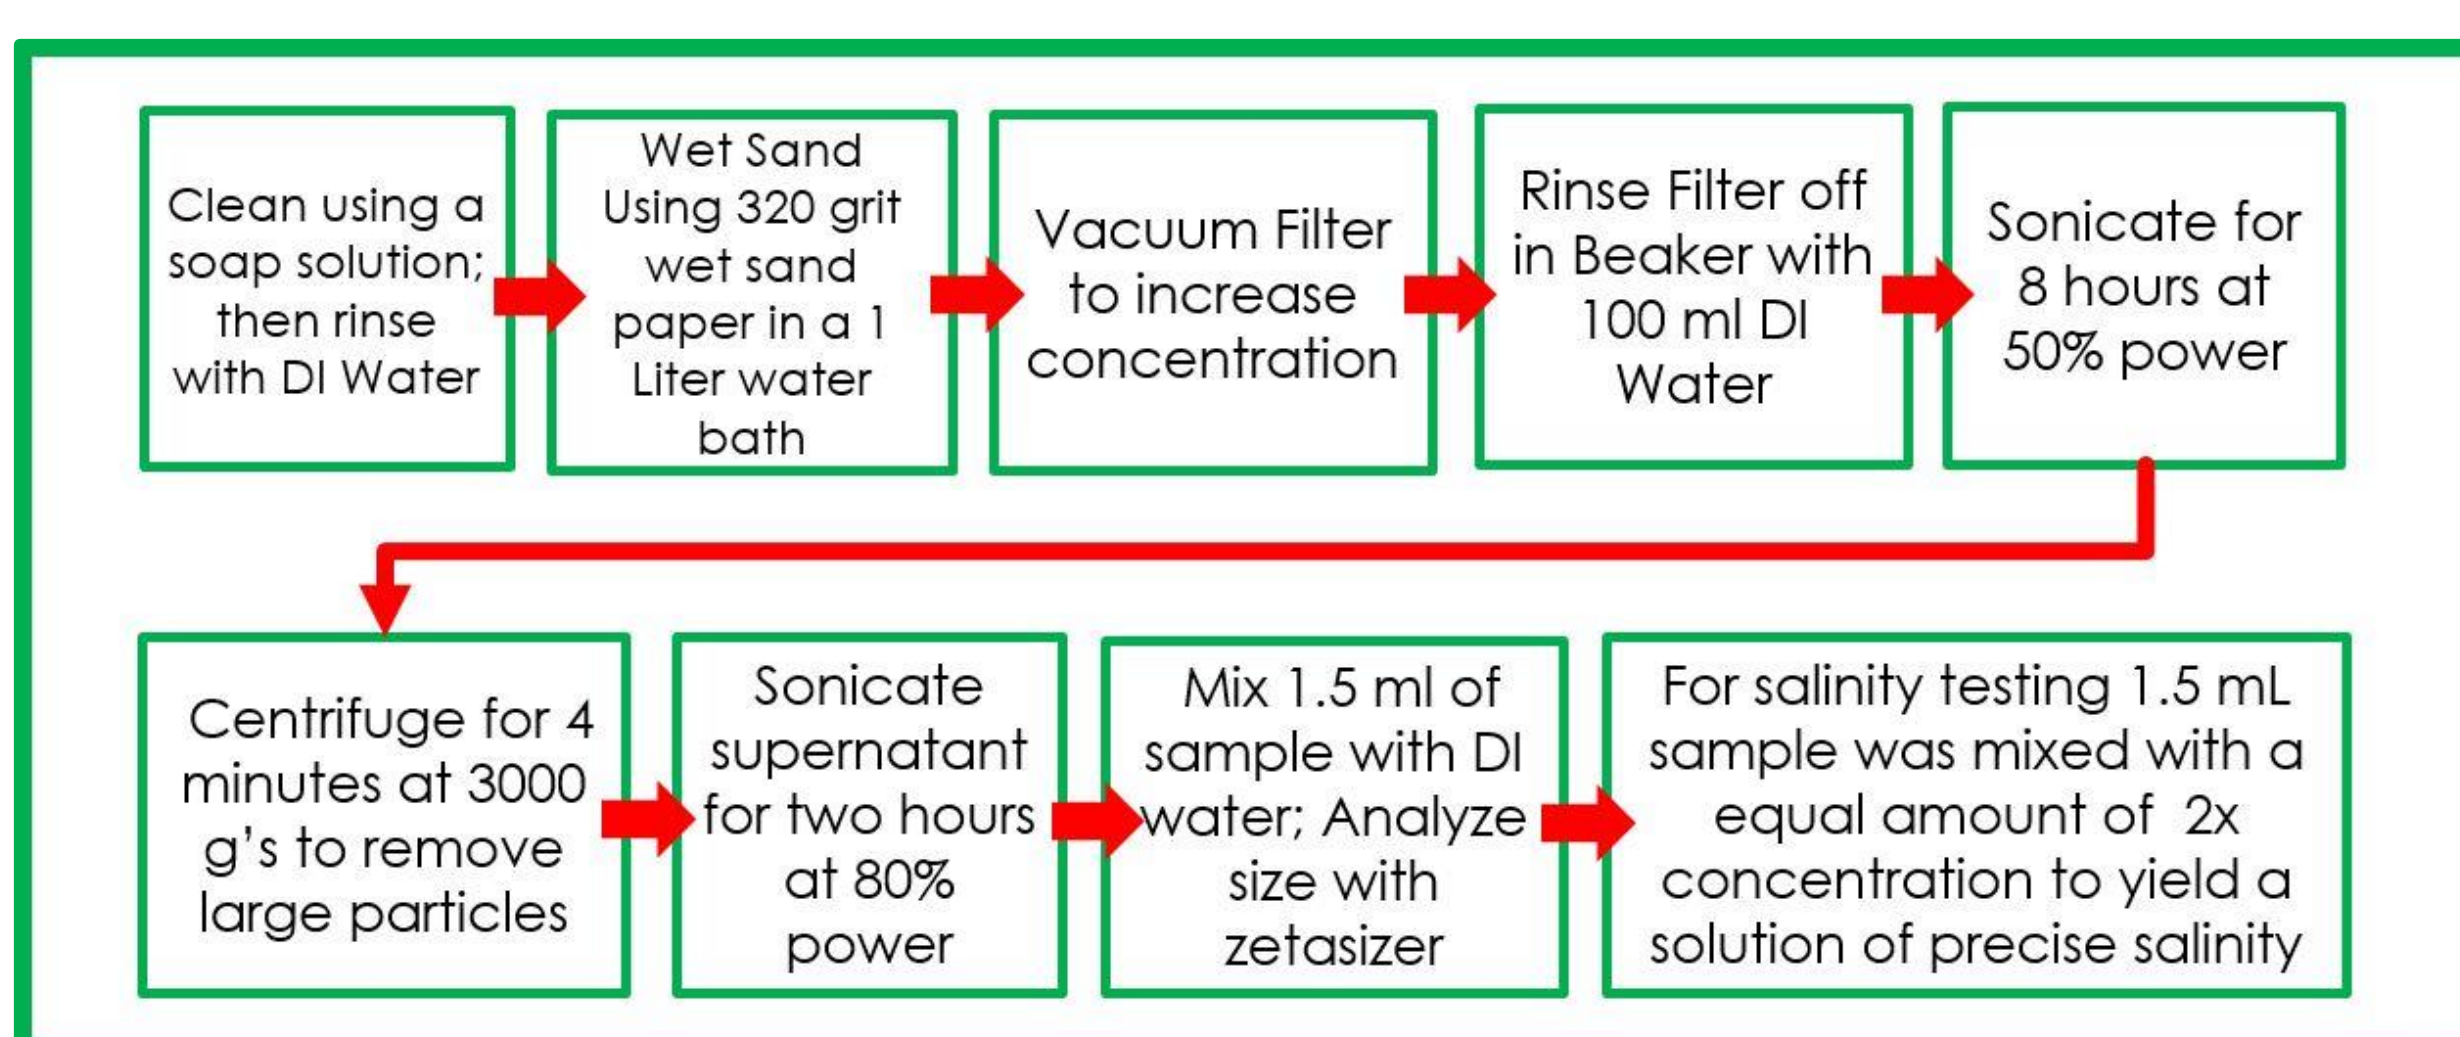 Clean using a
soap solution;
then rinse
with DI Water
Wet Sand
Using 320 grit
wet sand
paper in a 1
Liter water
bath
Vacuum Filter
to increase
concentration
Rinse Filter off
in Beaker with
100 ml DI
Water
Sonicate for
8 hours at
50% power
Centrifuge for 4
minutes at 3000
g's to remove
large particles
Sonicate
supernatant
for two hours
at 80%
power
Mix 1.5 ml of
sample with DI
water; Analyze
size with
zetasizer
For salinity testing 1.5 mL
sample was mixed with a
equal amount of 2x
concentration to yield a
solution of precise salinity